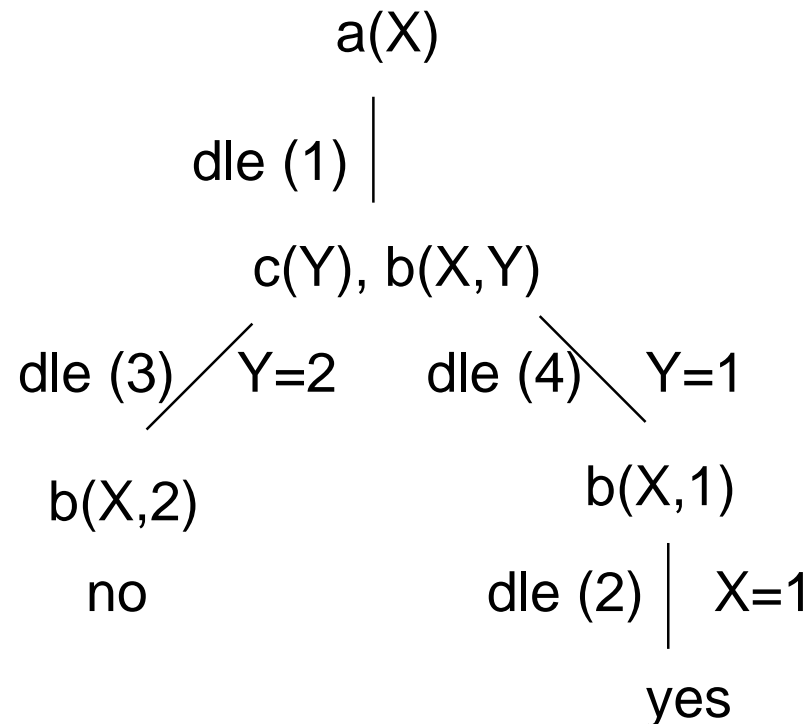 a(X)
dle (1)
c(Y), b(X,Y)
dle (3) Y=2 dle (4) Y=1
b(X,2) b(X,1)
no dle (2) X=1
yes